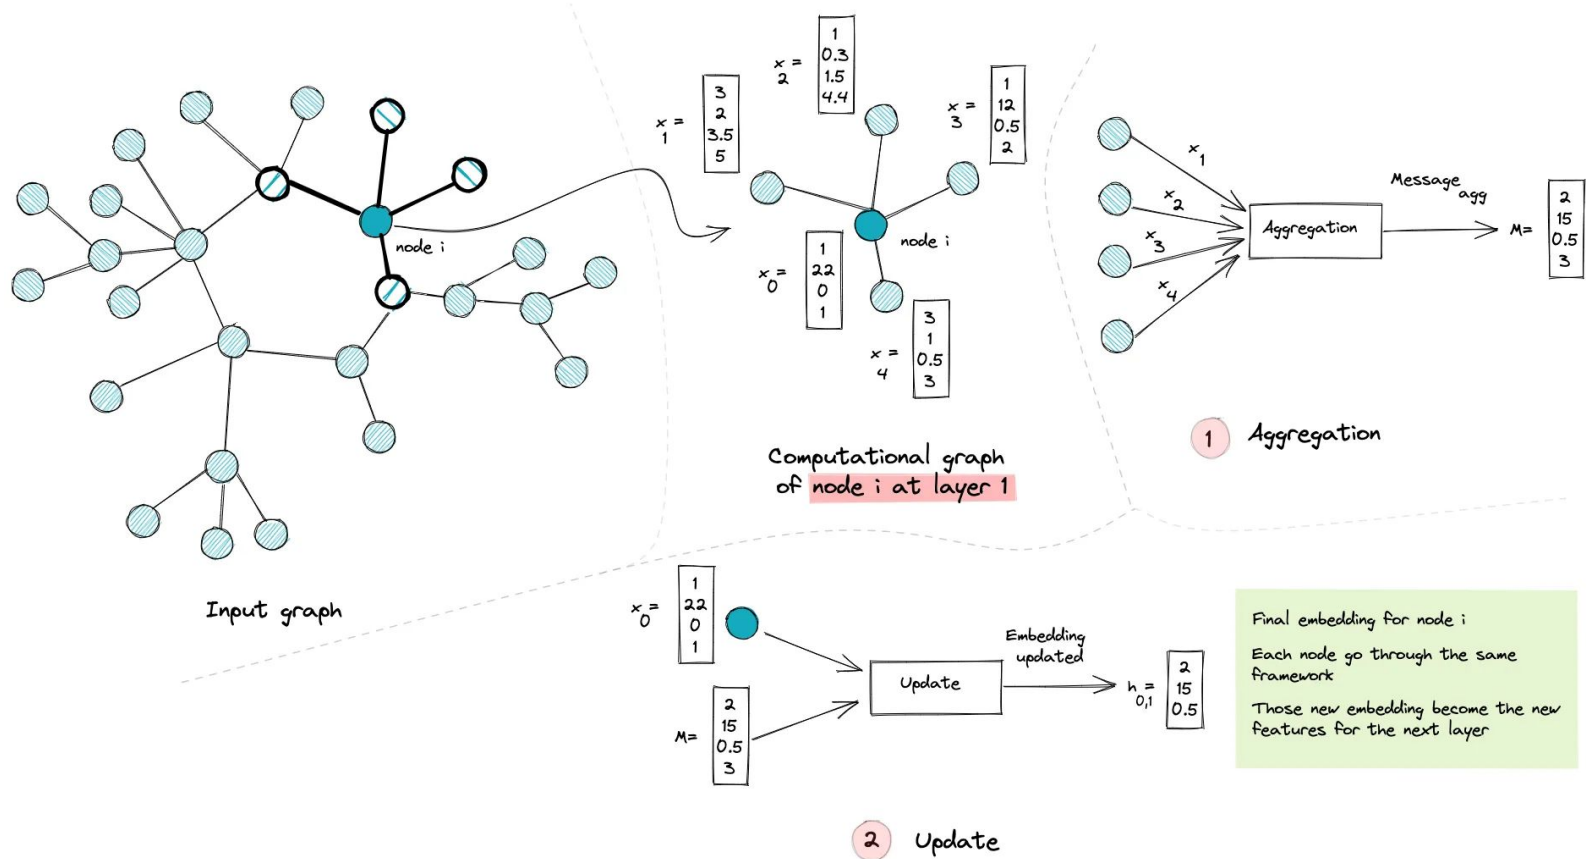 node i
Input graph
x
1
=
3
2
3.5
5
x
2
=
1
0.3
1.5
4.4
x
3
=
1
12
0.5
2
node i
x
0
=
1
22
0
1
x
4
=
3
1
0.5
3
Computational graph
of node i at layer 1
x
1
x
2
x
3
x
4
Aggregation
Message
agg
M=
2
15
0.5
3
1 Aggregation
x
0
=
1
22
0
1
M=
2
15
0.5
3
Update
Embedding
updated
h
0,1
=
2
15
0.5
2 Update
Final embedding for node i
Each node go through the same
framework
Those new embedding become the new
features for the next layer